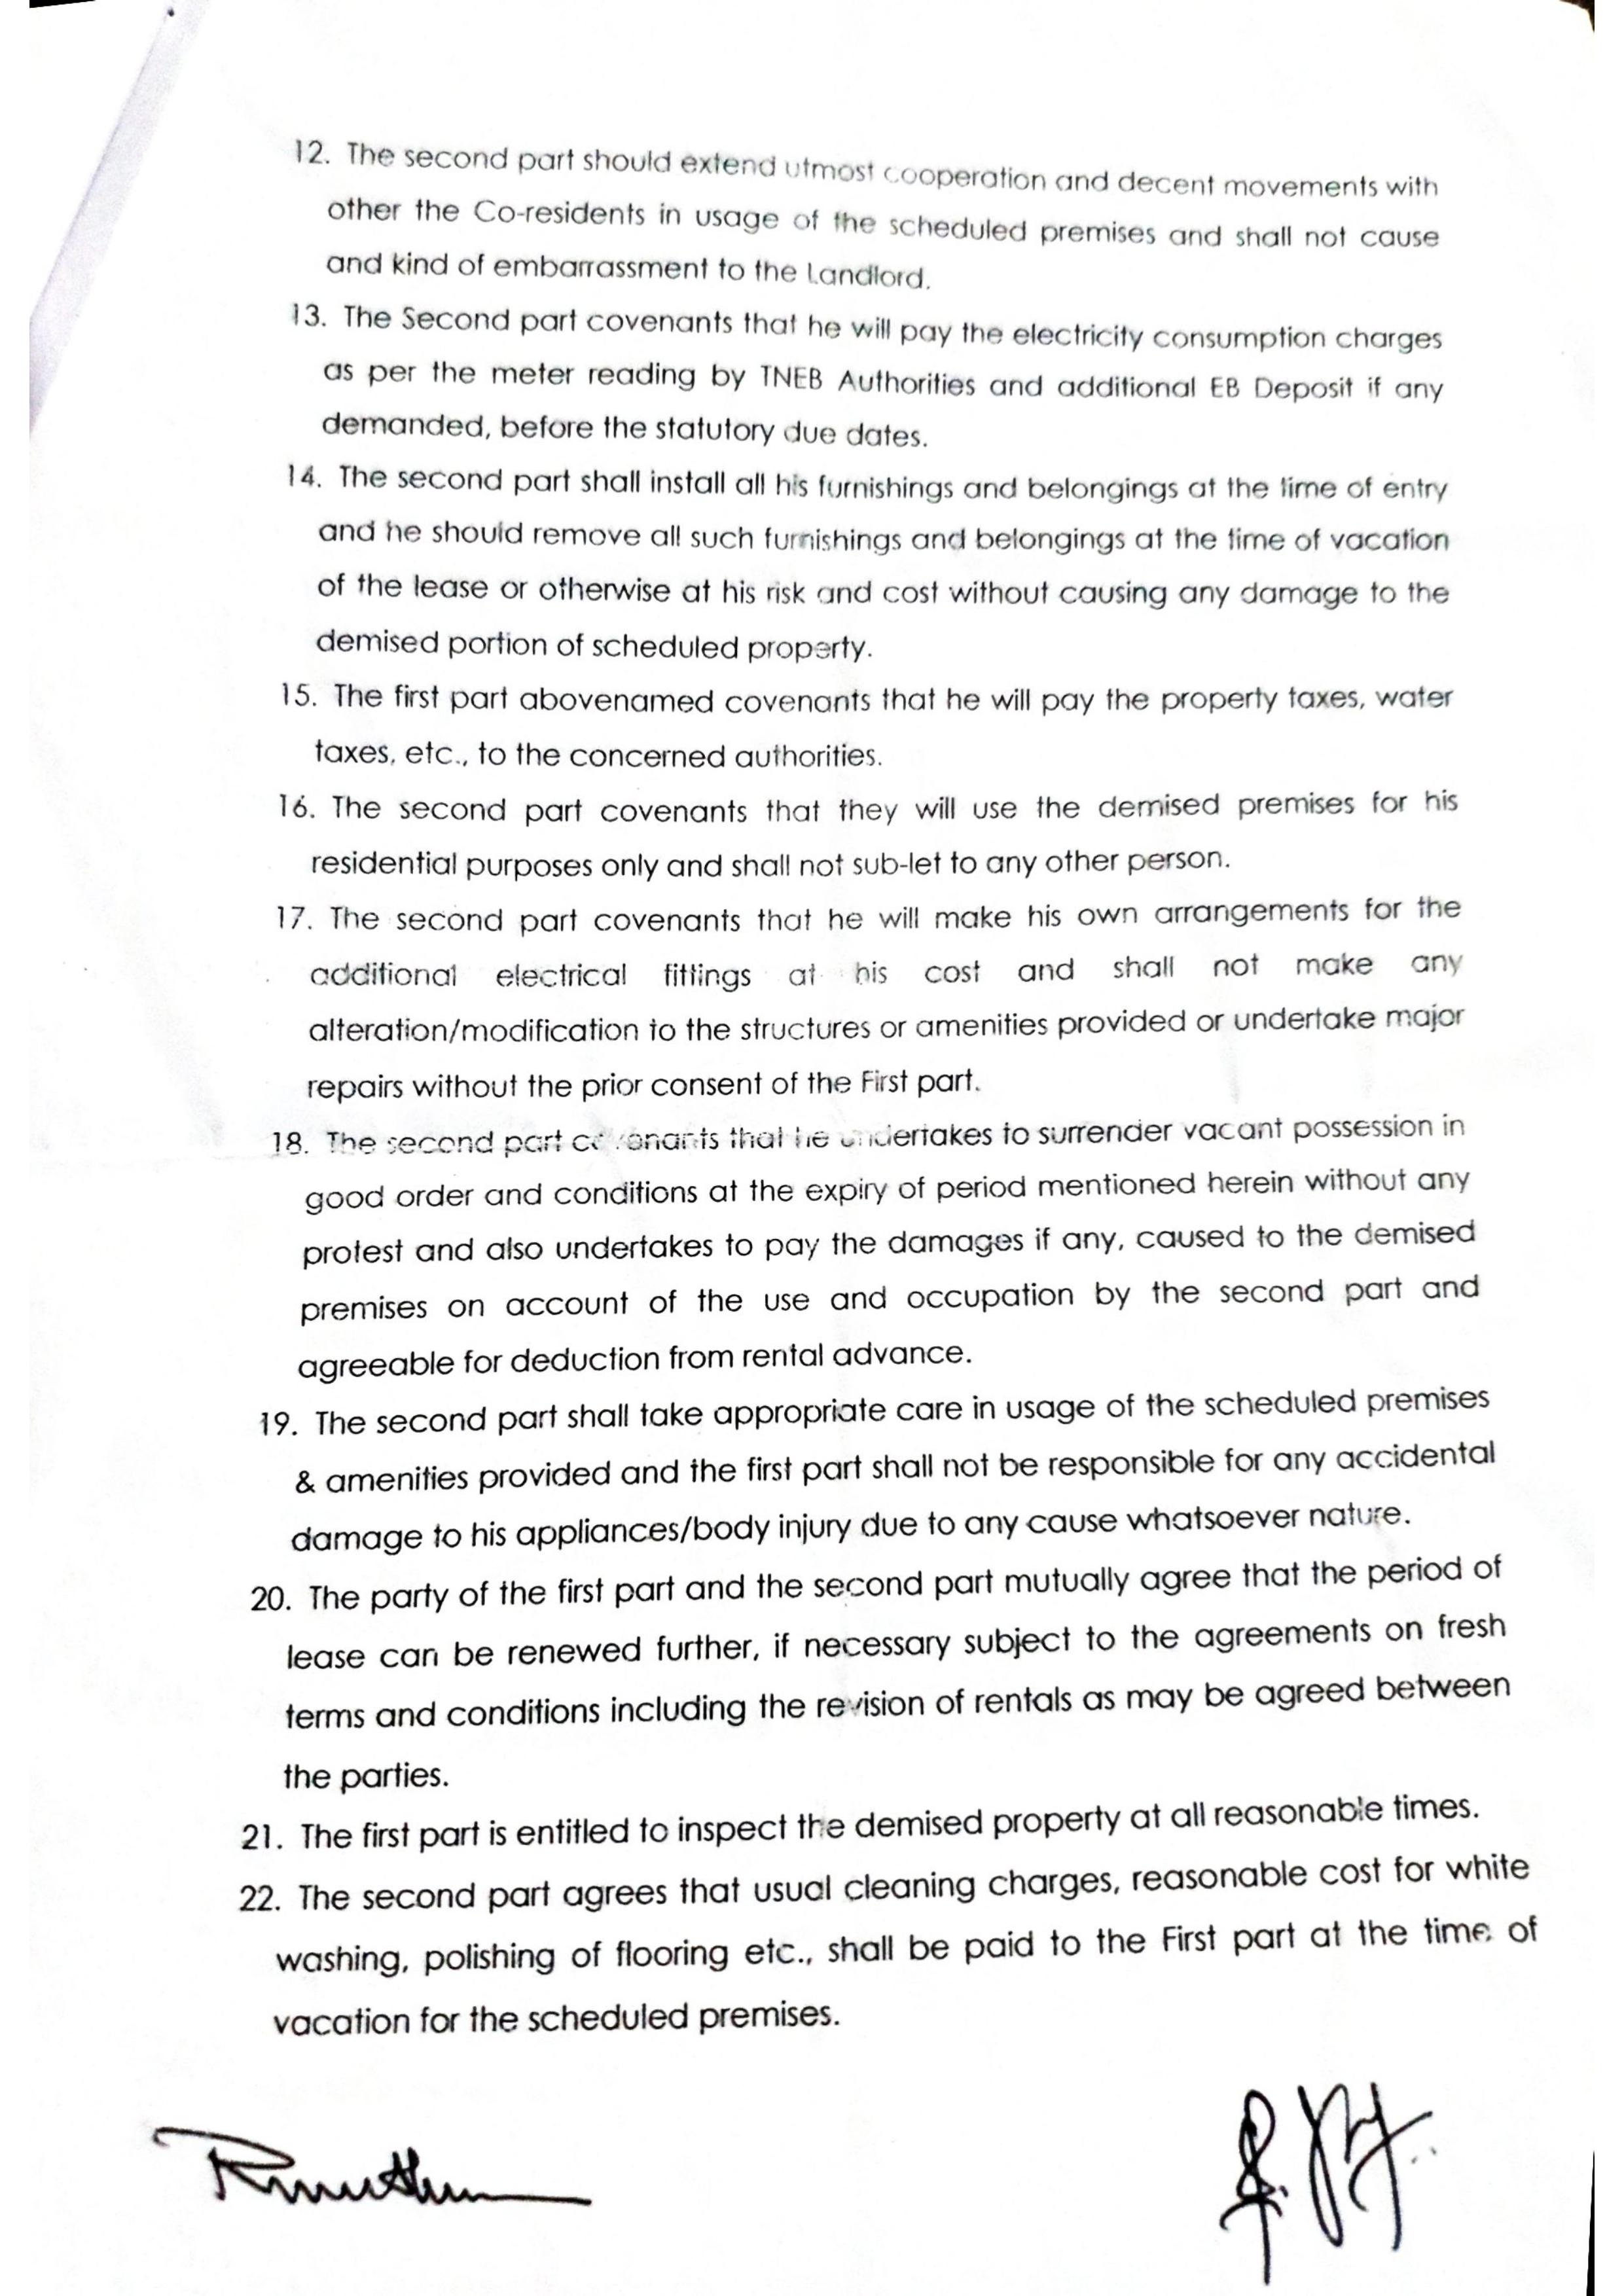 12. The second part should extend utmost cooperation and decent movements with
other the Co-residents in usage of the scheduled premises and shall not cause
and kind of embarrassment to the Landlord.
13. The Second part covenants that he will pay the electricity consumption charges
as per the meter reading by TNEB Authorities and additional EB Deposit if any
demanded, before the statutory due dates.
14. The second part shall install all his furnishings and belongings at the time of entry
and he should remove all such furnishings and belongings at the time of vacation
of the lease or otherwise at his risk and cost without causing any damage to the
demised portion of scheduled property.
15. The first part abovenamed covenants that he will pay the property taxes, water
taxes, etc., to the concerned authorities.
16. The second part covenants that they will use the demised premises for his
residential purposes only and shall not sub-let to any other person.
17. The second part covenants that he will make his own arrangements for the
additional electrical fittings at his cost and shall not make any
alteration/modification to the structures or amenities provided or undertake major
repairs without the prior consent of the First part.
18. The second part covenants that he undertakes to surrender vacant possession in
good order and conditions at the expiry of period mentioned herein without any
protest and also undertakes to pay the damages if any, caused to the demised
premises on account of the use and occupation by the second part and
agreeable for deduction from rental advance.
19. The second part shall take appropriate care in usage of the scheduled premises
& amenities provided and the first part shall not be responsible for any accidental
damage to his appliances/body injury due to any cause whatsoever nature.
20. The party of the first part and the second part mutually agree that the period of
lease can be renewed further, if necessary subject to the agreements on fresh
terms and conditions including the revision of rentals as may be agreed between
the parties.
21. The first part is entitled to inspect the demised property at all reasonable times.
22. The second part agrees that usual cleaning charges, reasonable cost for white
washing, polishing of flooring etc., shall be paid to the First part at the time of
vacation for the scheduled premises.